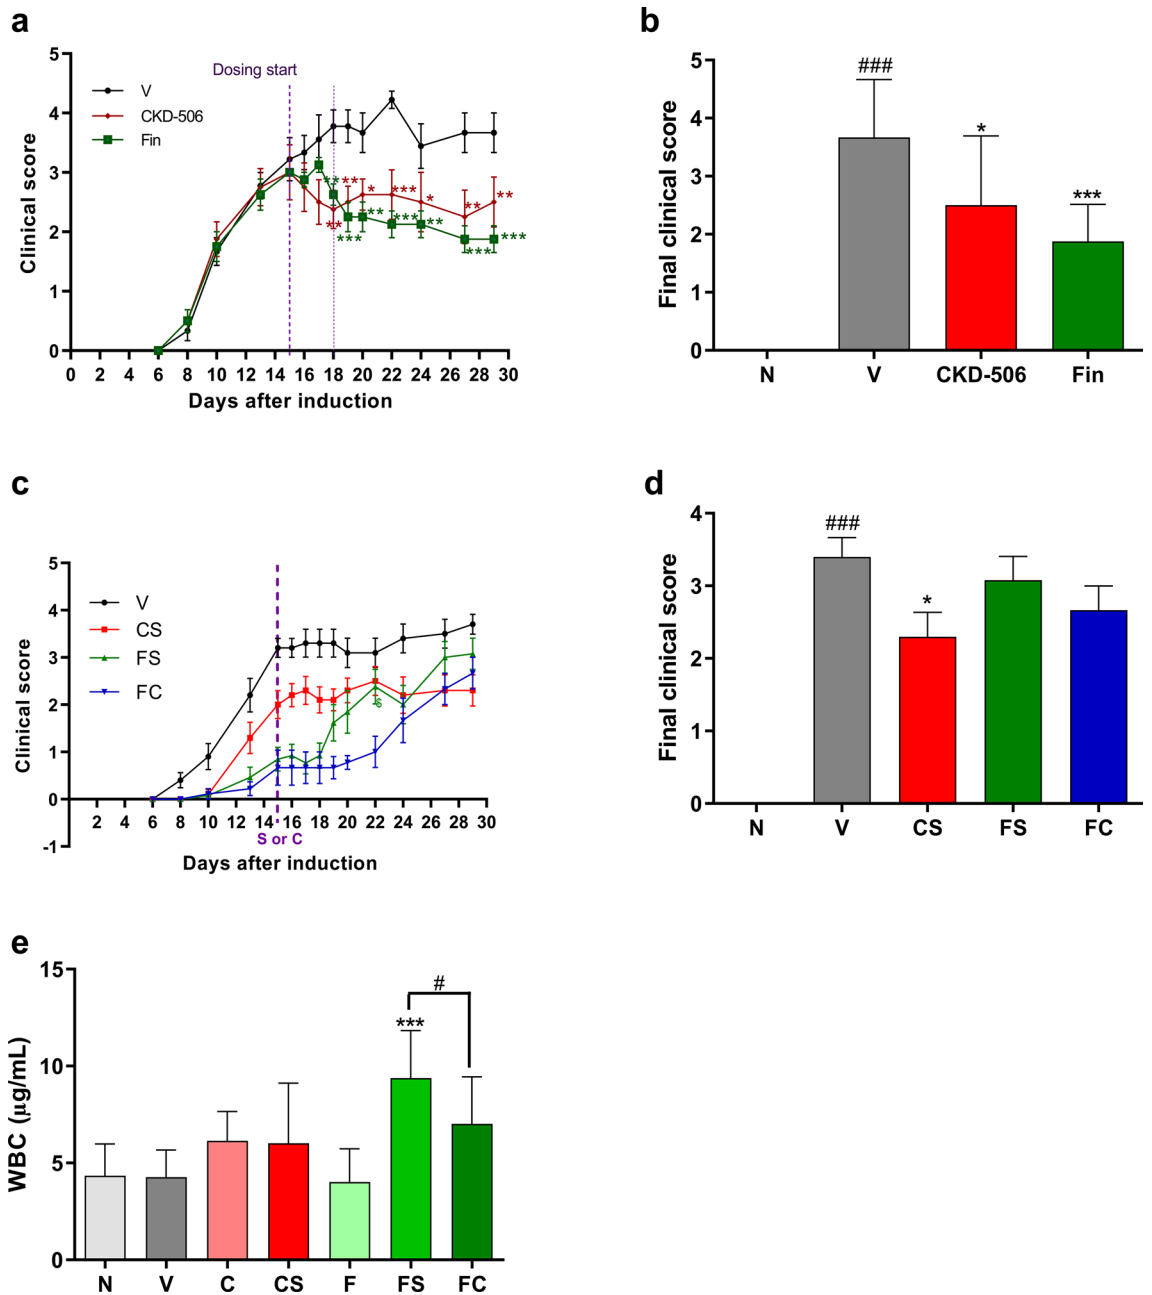 a
Dosing start
V
CKD-506
Fin
Clinical score
5
4
3
2
1
0
** ** * *** * ** **
** *** ** *** ** *** ***
0 2 4 6 8 10 12 14 16 18 20 22 24 26 28 30
Days after induction
b
Final clinical score
5
4
3
2
1
0
###
*
***
N V CKD-506 Fin
c
Clinical score
5
4
3
2
1
0
-1
V
CS
FS
FC
$
2 4 6 8 10 12 14 16 18 20 22 24 26 28 30
S or C
Days after induction
d
Final clinical score
4
3
2
1
0
###
*
N V CS FS FC
e
WBC (μg/mL)
15
10
5
0
#
***
N V C CS F FS FC